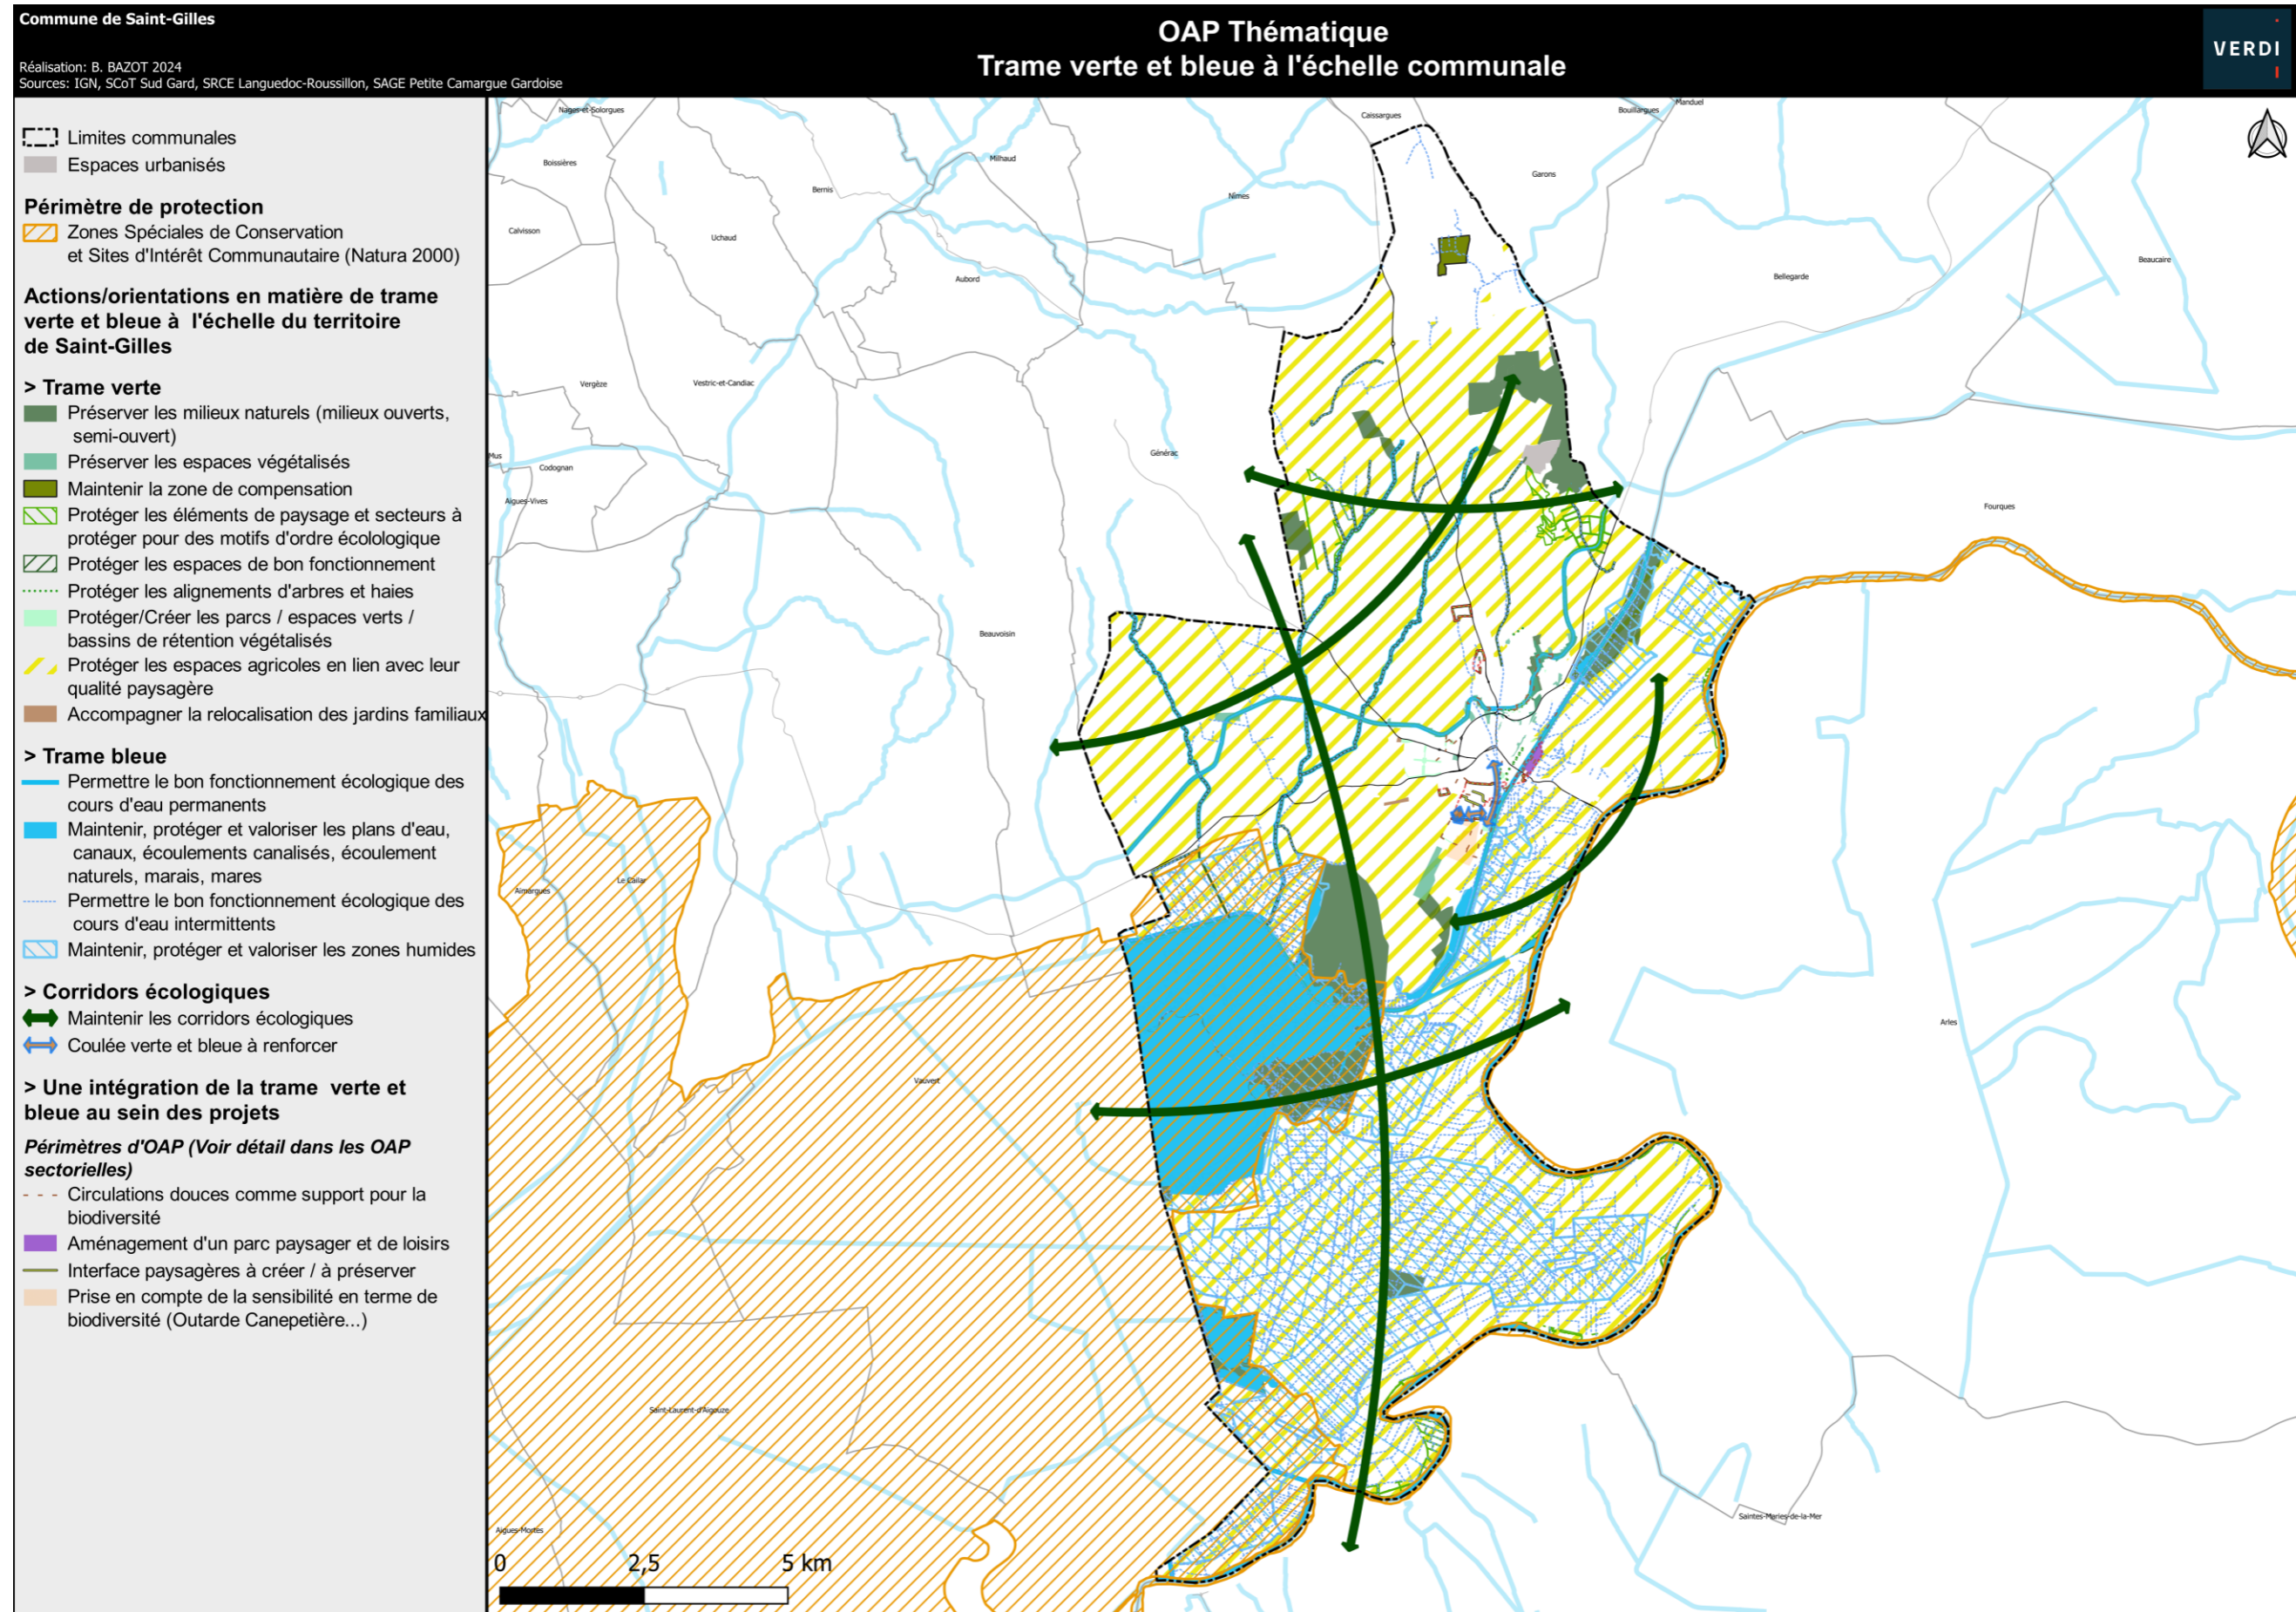 Commune de Saint-Gilles
Réalisation: B. BAZOT 2024
Sources: IGN, SCoT Sud Gard, SRCE Languedoc-Roussillon, SAGE Petite Camargue Gardoise
OAP Thématique
Trame verte et bleue à l'échelle communale
VERDI
Limites communales
Espaces urbanisés
Périmètre de protection
Zones Spéciales de Conservation
et Sites d'Intérêt Communautaire (Natura 2000)
Actions/orientations en matière de trame
verte et bleue à l'échelle du territoire
de Saint-Gilles
> Trame verte
Préserver les milieux naturels (milieux ouverts,
semi-ouvert)
Préserver les espaces végétalisés
Maintenir la zone de compensation
Protéger les éléments de paysage et secteurs à
protéger pour des motifs d'ordre écolologique
Protéger les espaces de bon fonctionnement
Protéger les alignements d'arbres et haies
Protéger/Créer les parcs / espaces verts /
bassins de rétention végétalisés
Protéger les espaces agricoles en lien avec leur
qualité paysagère
Accompagner la relocalisation des jardins familiaux
> Trame bleue
Permettre le bon fonctionnement écologique des
cours d'eau permanents
Maintenir, protéger et valoriser les plans d'eau,
canaux, écoulements canalisés, écoulement
naturels, marais, mares
Permettre le bon fonctionnement écologique des
cours d'eau intermittents
Maintenir, protéger et valoriser les zones humides
> Corridors écologiques
Maintenir les corridors écologiques
Coulée verte et bleue à renforcer
> Une intégration de la trame verte et
bleue au sein des projets
Périmètres d'OAP (Voir détail dans les OAP
sectorielles)
Circulations douces comme support pour la
biodiversité
Aménagement d'un parc paysager et de loisirs
Interface paysagères à créer / à préserver
Prise en compte de la sensibilité en terme de
biodiversité (Outarde Canepetière...)
Nages-et-Solorgues
Caissargues
Bouillargues
Manduel
Boissières
Milhaud
Garons
Bernis
Nîmes
Calvisson
Uchaud
Beaucaire
Aubord
Bellegarde
Vergèze
Vestric-et-Candiac
Mus
Codognan
Générac
Aigues-Vives
Fourques
Beauvoisin
Aimargues
Le Cailar
Arles
Vauvert
Saint-Laurent-d'Aigouze
Saintes-Maries-de-la-Mer
Aigues-Mortes
0 2,5 5 km